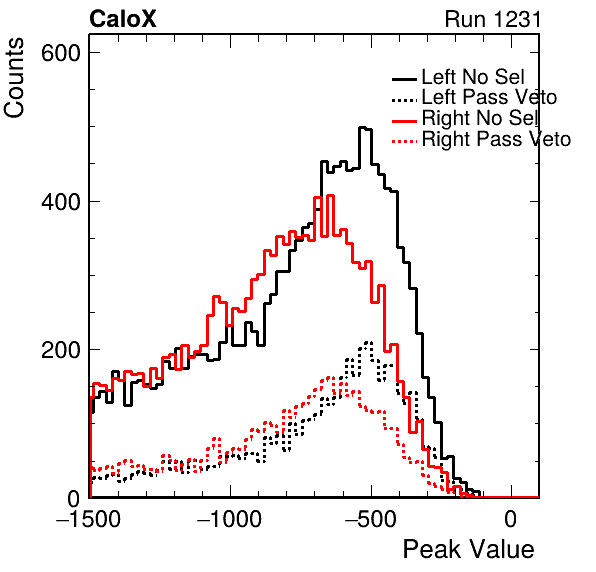 CaloX Run 1231
Counts
600
400
200
0
Left No Sel
Left Pass Veto
Right No Sel
Right Pass Veto
−1500 −1000 −500 0
Peak Value